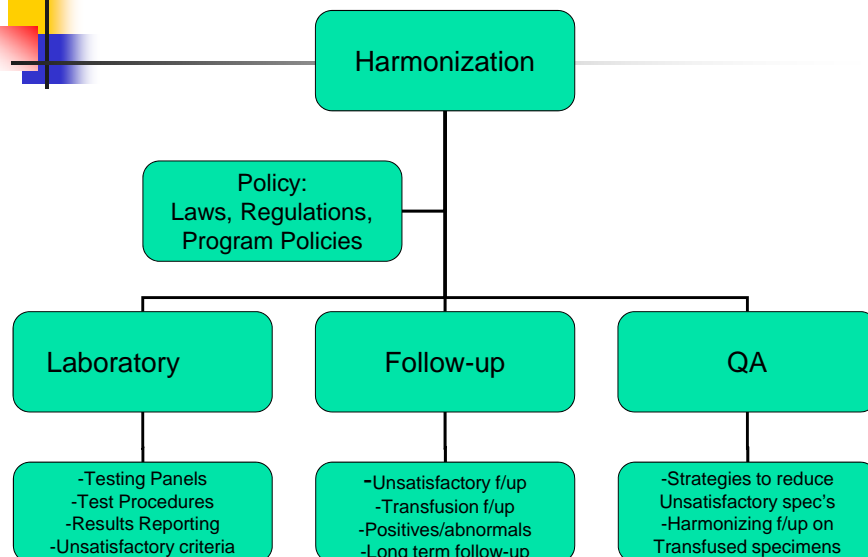 Harmonization
Policy:
Laws, Regulations,
Program Policies
Laboratory
Follow-up
QA
-Testing Panels
-Test Procedures
-Results Reporting
-Unsatisfactory criteria
-Unsatisfactory f/up
-Transfusion f/up
-Positives/abnormals
-Long term follow-up
-Strategies to reduce
Unsatisfactory spec's
-Harmonizing f/up on
Transfused specimens